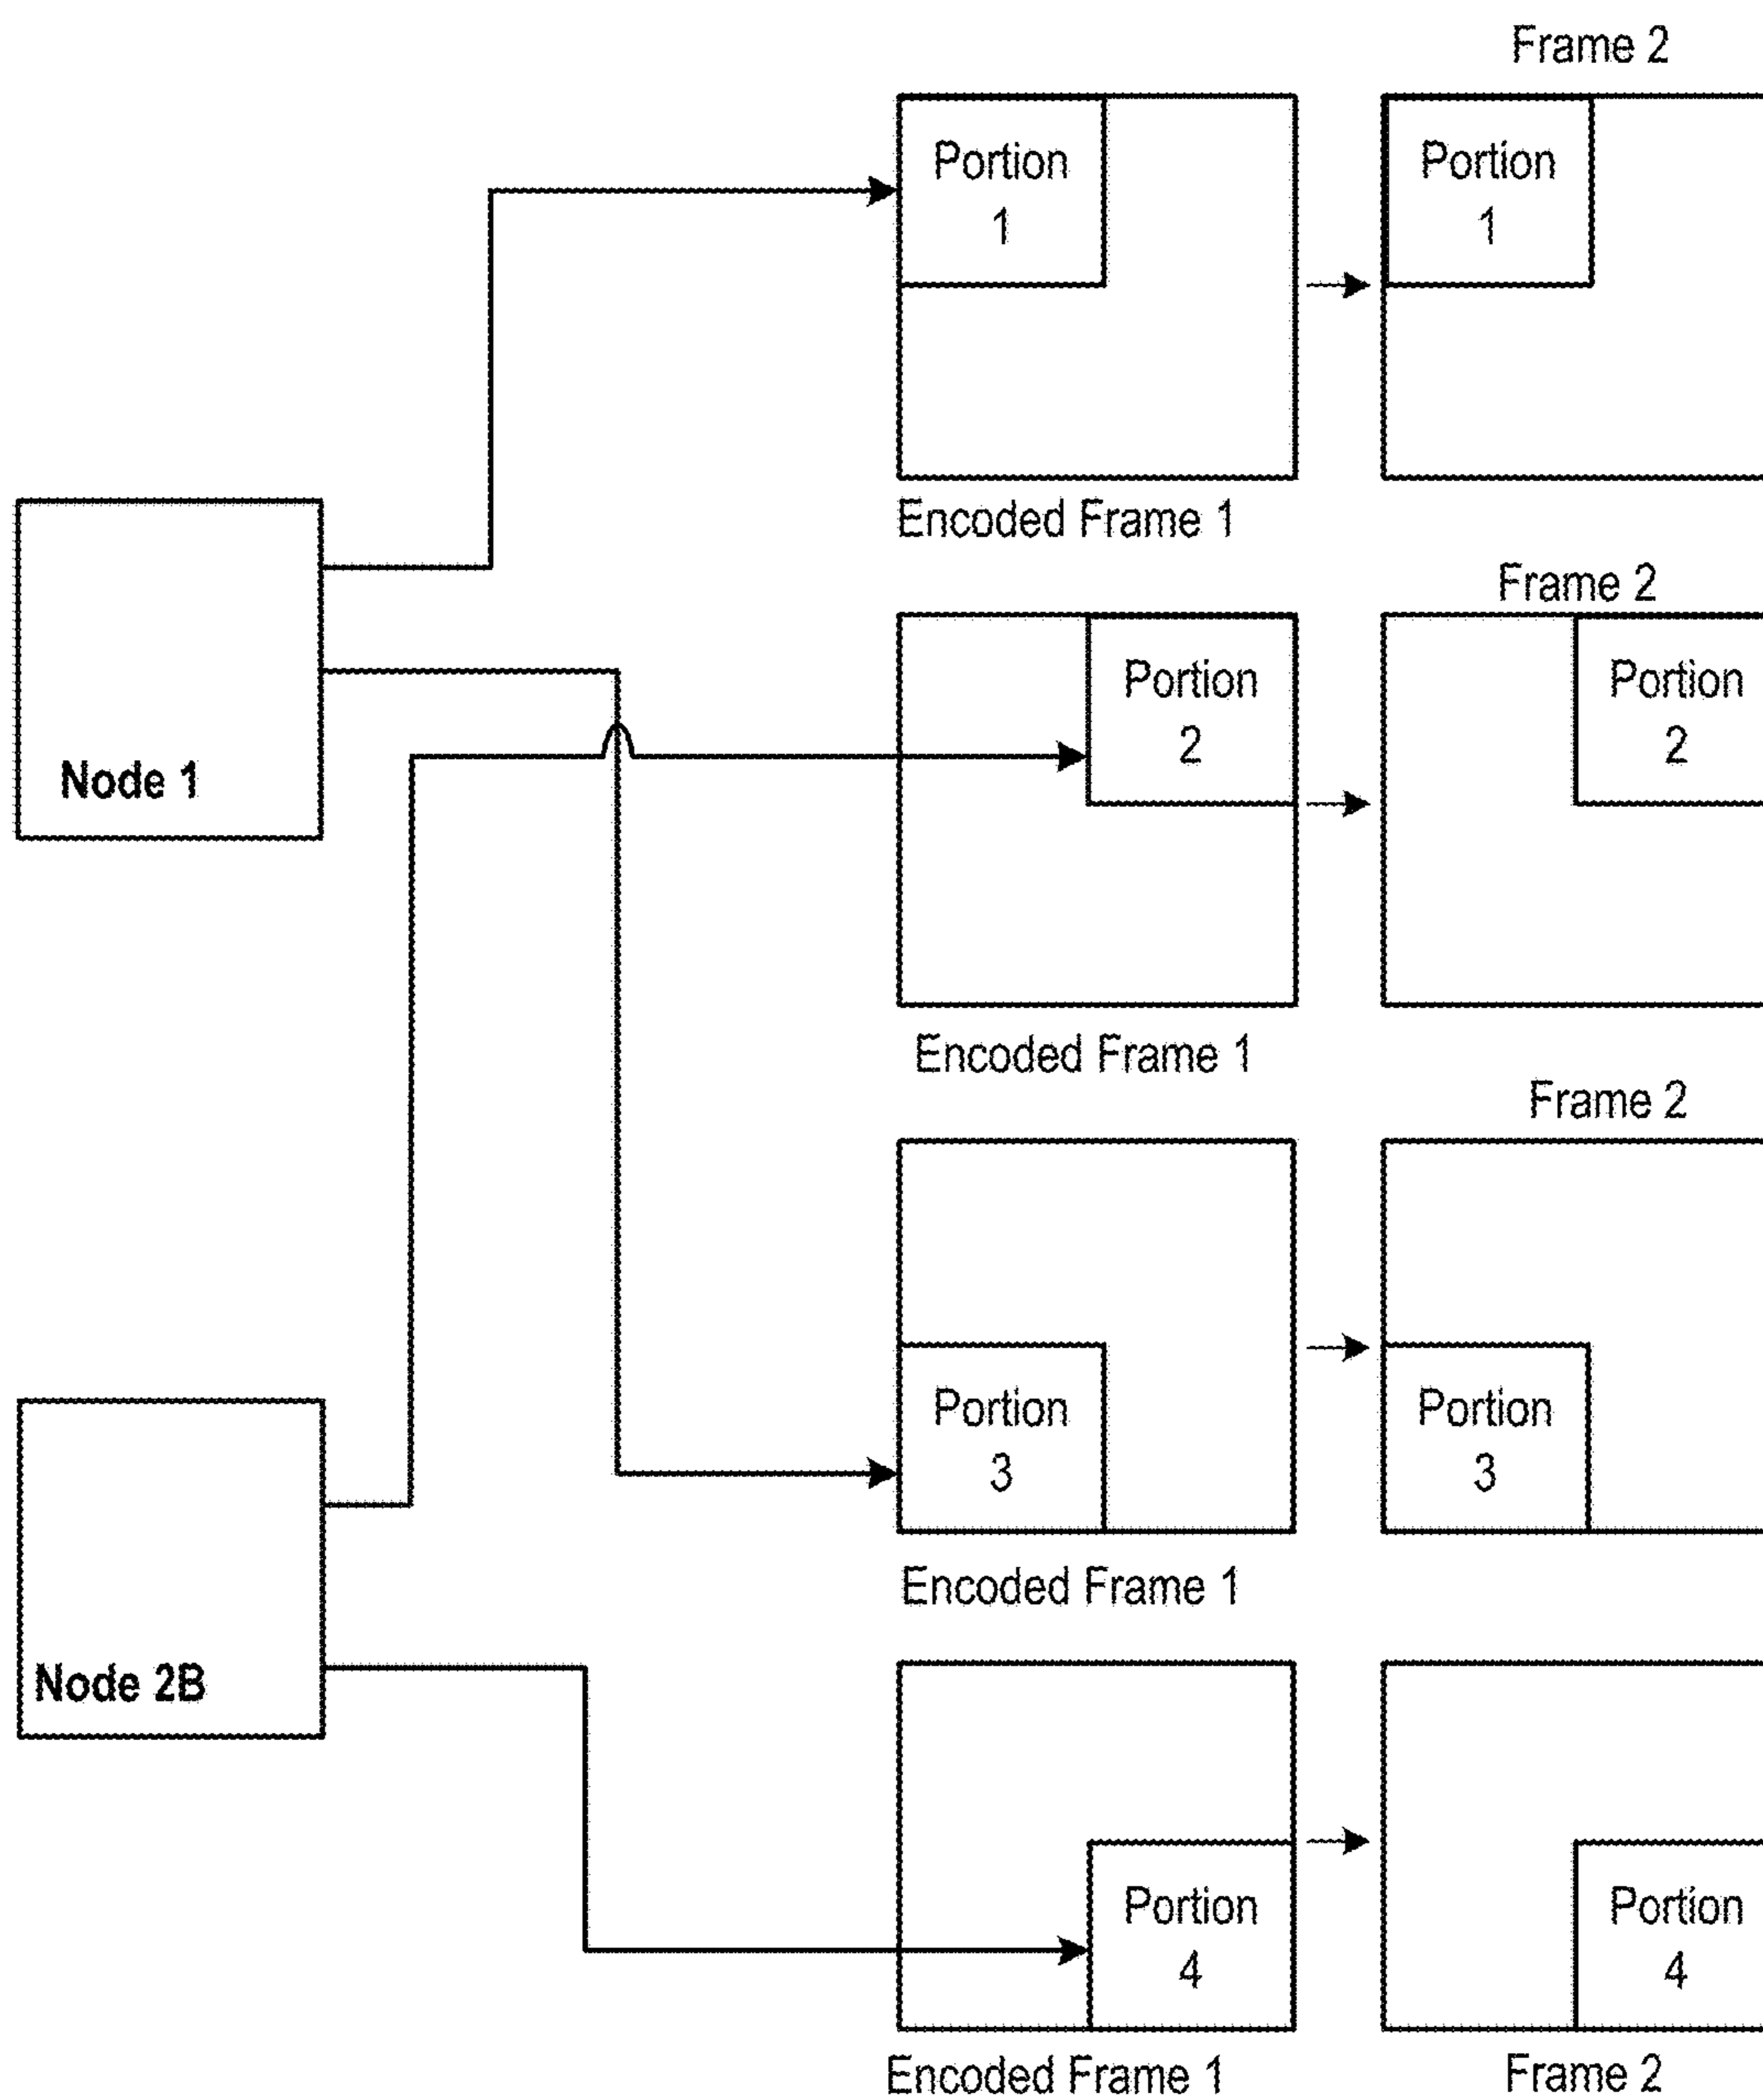 Frame 2
Portion
1
Portion
1
Encoded Frame 1
Node 1
Frame 2
Portion
2
Portion
2
Encoded Frame 1
Frame 2
Portion
3
Portion
3
Encoded Frame 1
Node 2B
Portion
4
Portion
4
Encoded Frame 1
Frame 2